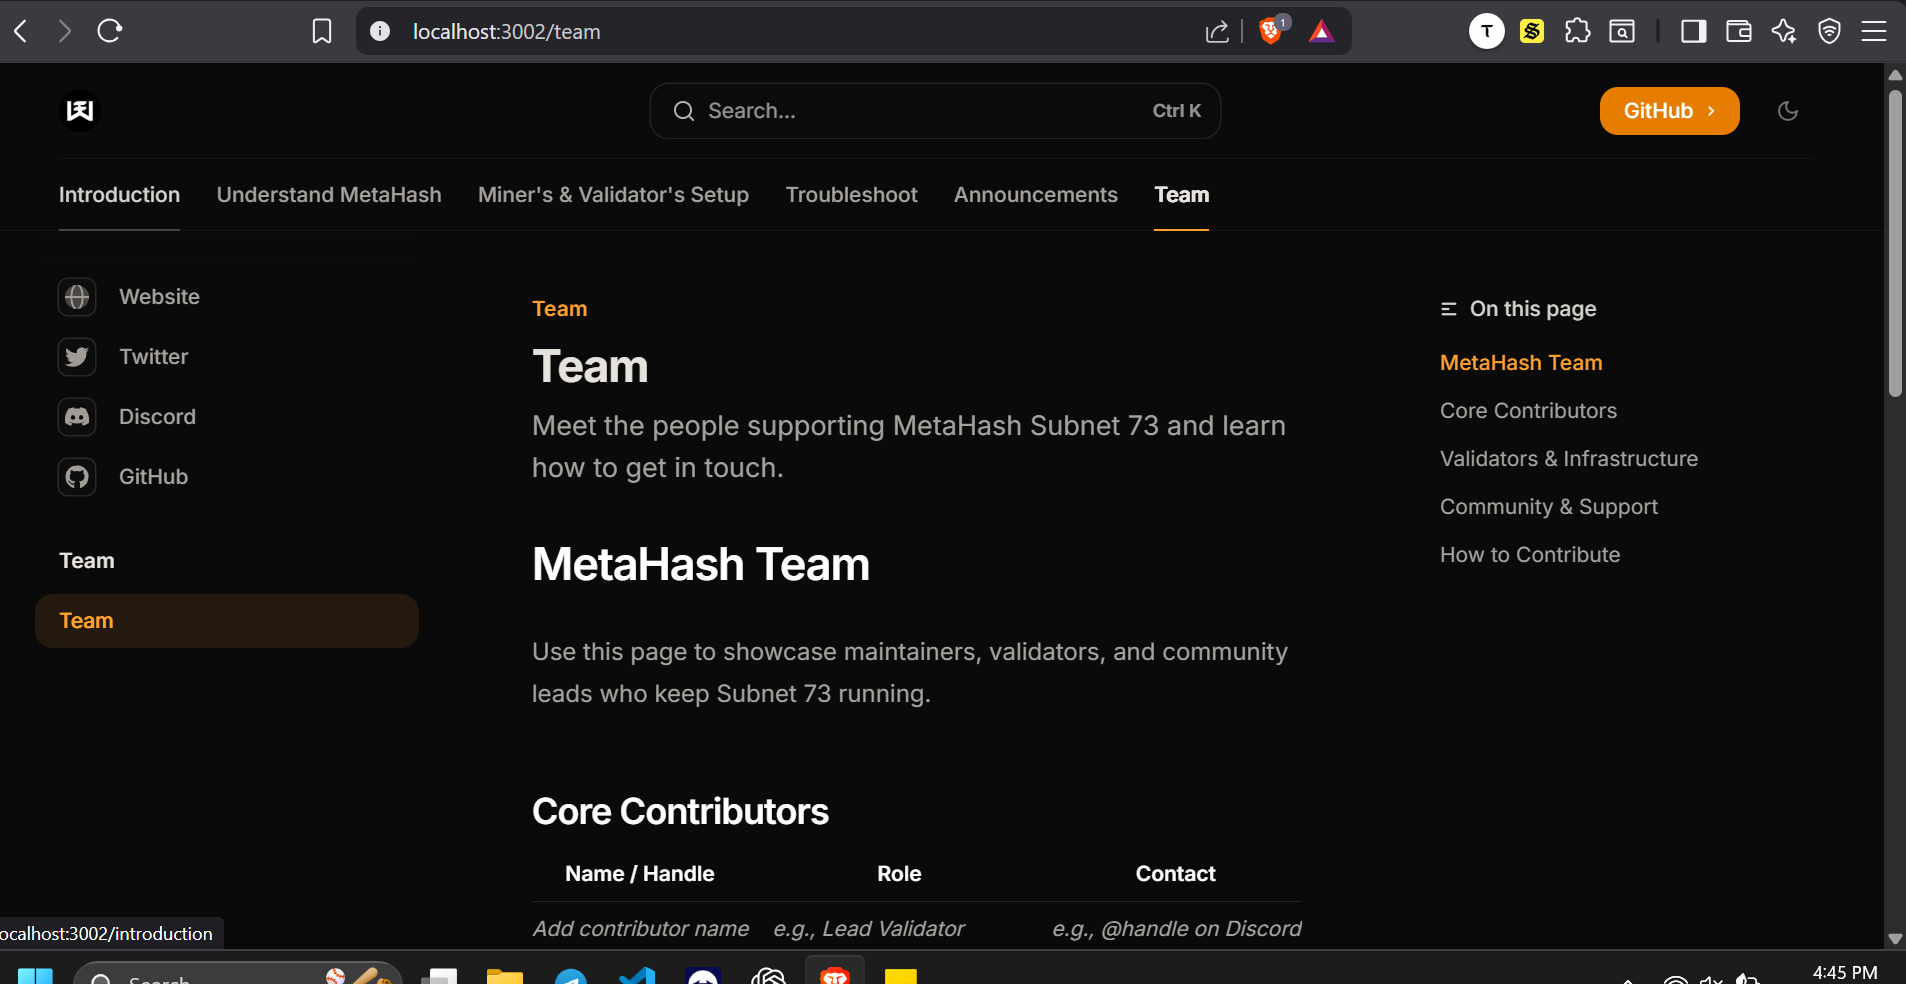 localhost:3002/team
1
T
Search...
Ctrl K
GitHub
Introduction
Understand MetaHash
Miner's & Validator's Setup
Troubleshoot
Announcements
Team
Website
Twitter
Discord
GitHub
Team
Team
Team
Team
Meet the people supporting MetaHash Subnet 73 and learn
how to get in touch.
MetaHash Team
Use this page to showcase maintainers, validators, and community
leads who keep Subnet 73 running.
Core Contributors
Name / Handle
Role
Contact
Add contributor name
e.g., Lead Validator
e.g., @handle on Discord
On this page
MetaHash Team
Core Contributors
Validators & Infrastructure
Community & Support
How to Contribute
ocalhost:3002/introduction
Search
4:45 PM